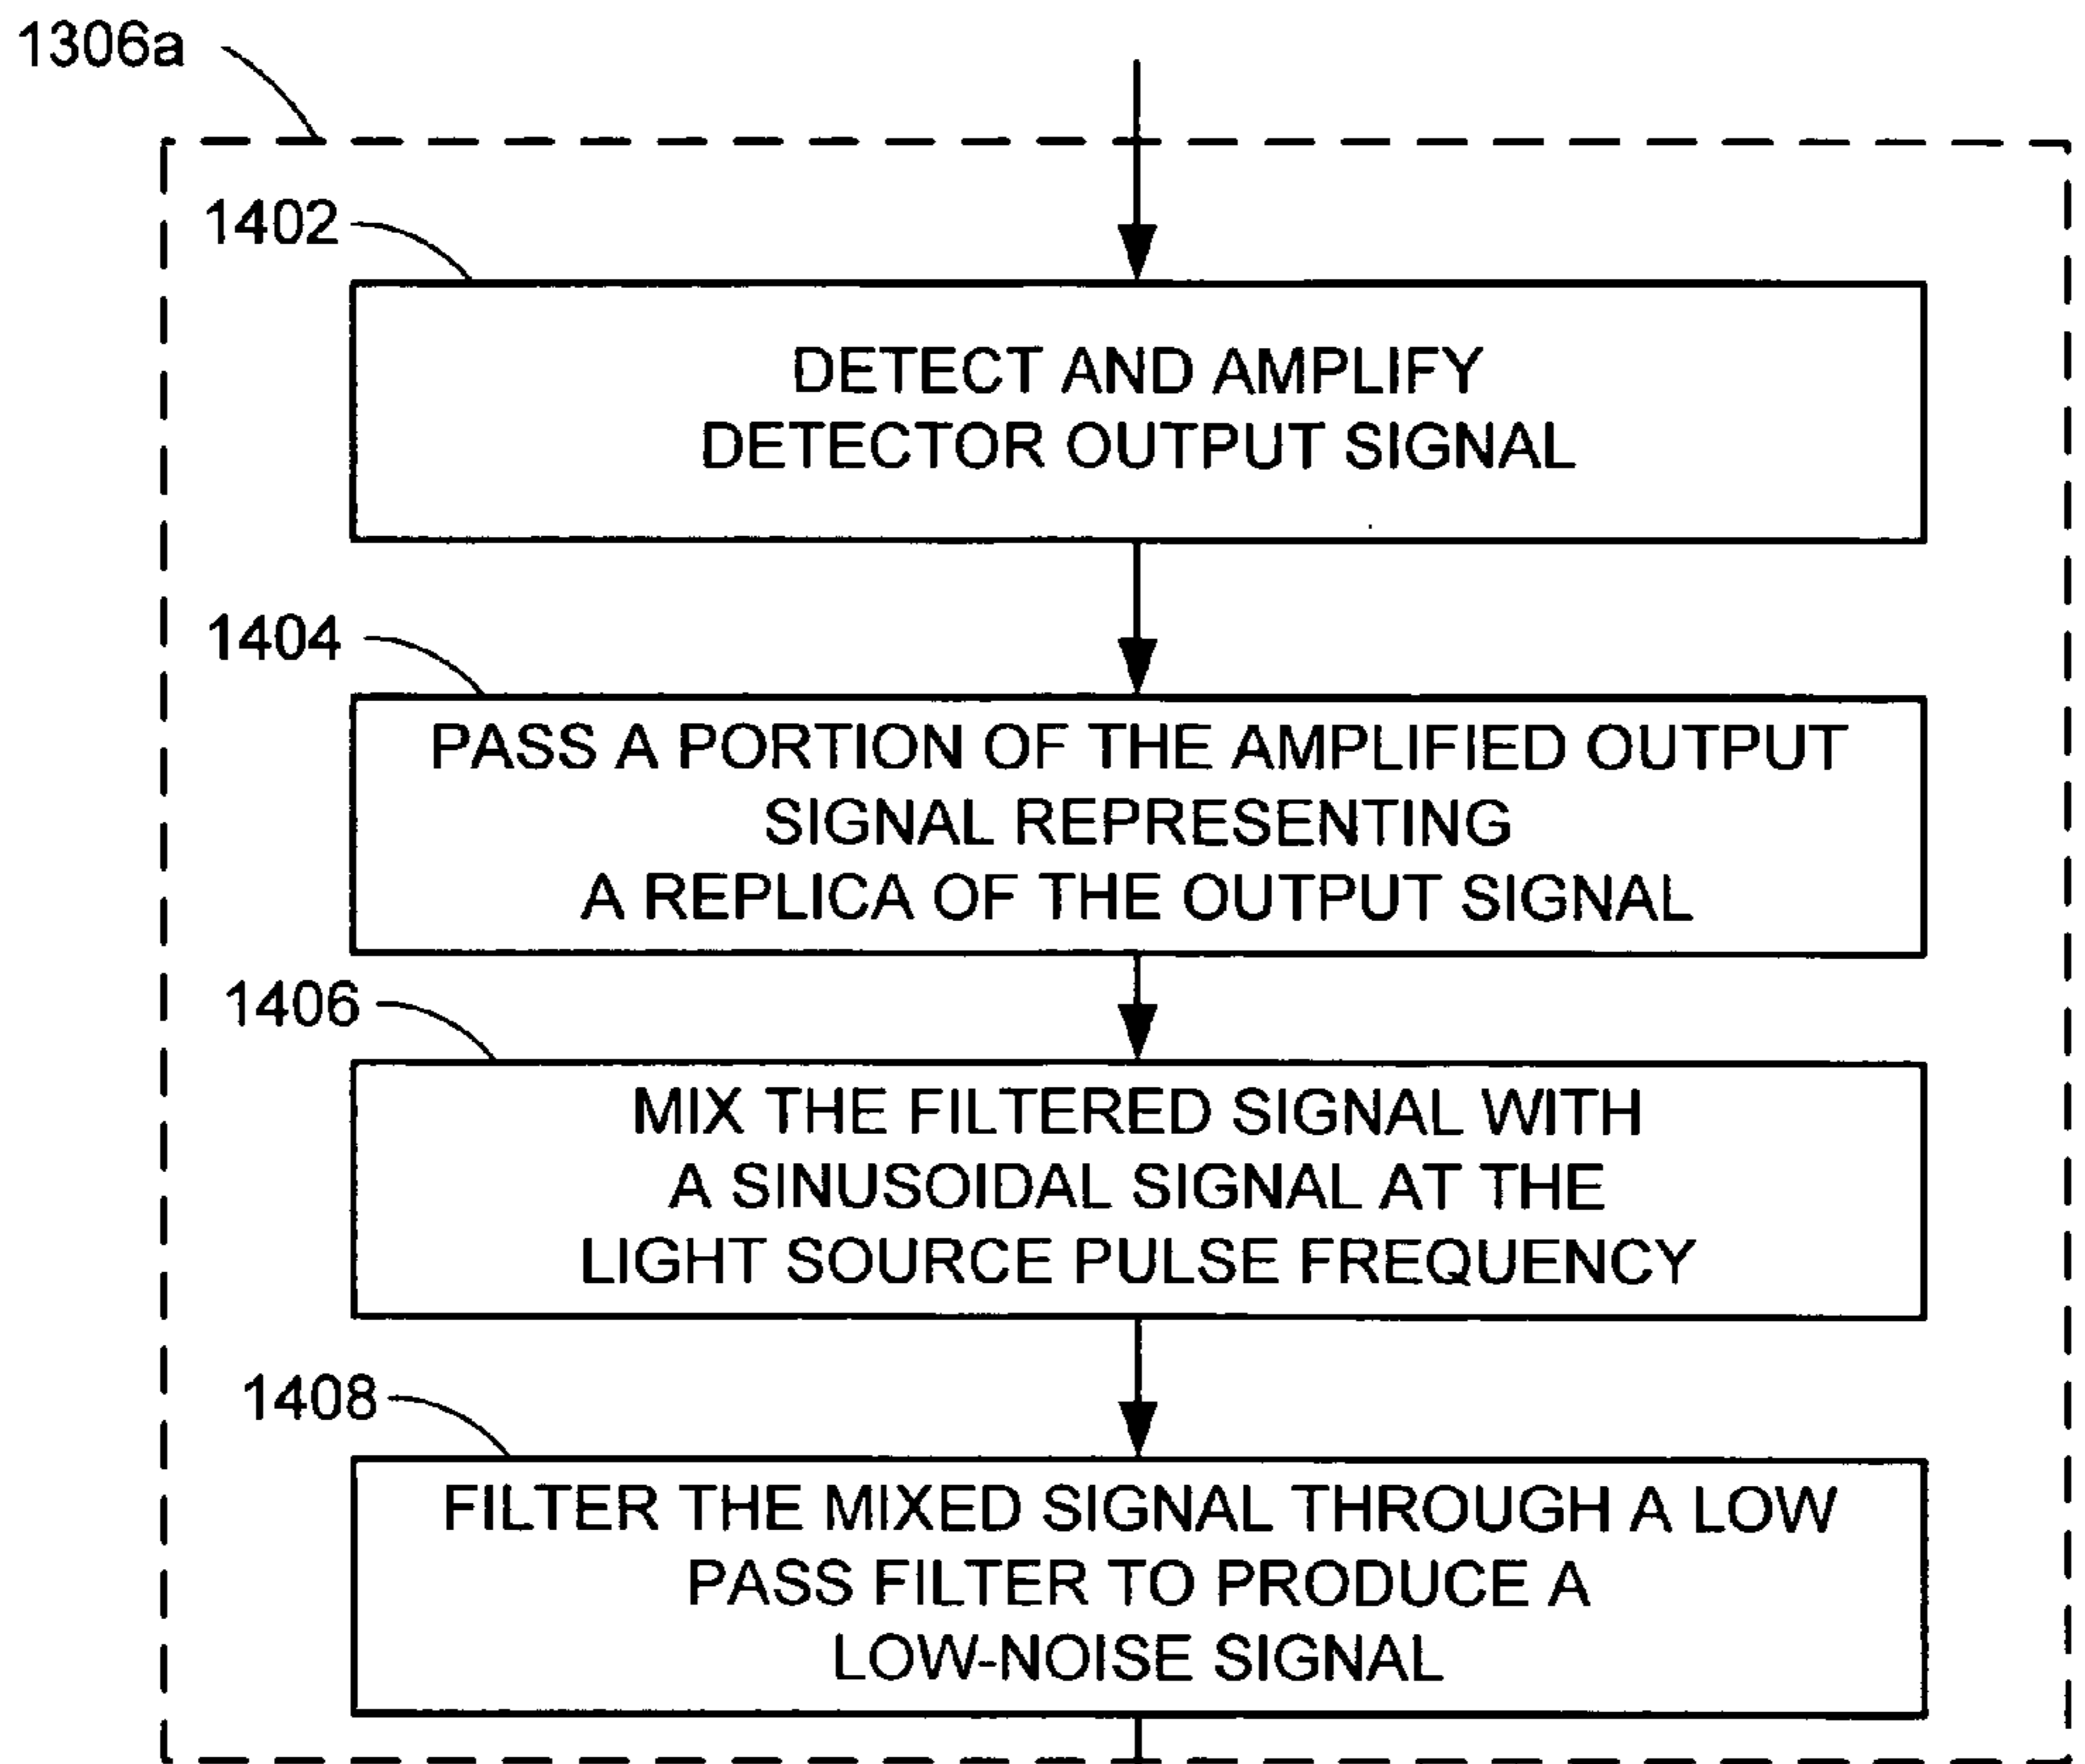 1306a
1402
DETECT AND AMPLIFY
DETECTOR OUTPUT SIGNAL
1404
PASS A PORTION OF THE AMPLIFIED OUTPUT
SIGNAL REPRESENTING
A REPLICA OF THE OUTPUT SIGNAL
1406
MIX THE FILTERED SIGNAL WITH
A SINUSOIDAL SIGNAL AT THE
LIGHT SOURCE PULSE FREQUENCY
1408
FILTER THE MIXED SIGNAL THROUGH A LOW
PASS FILTER TO PRODUCE A
LOW-NOISE SIGNAL